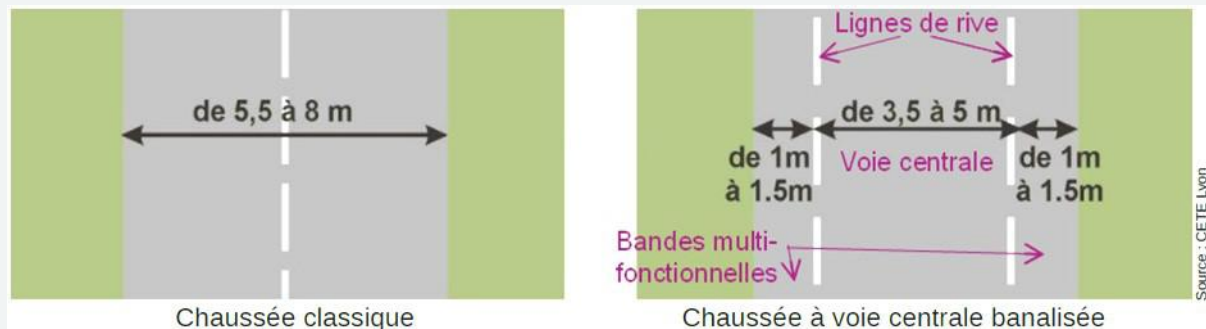 de 5,5 à 8 m
Chaussée classique
Lignes de rive
de 3,5 à 5 m
de 1m
à 1.5m
Voie centrale
de 1m
à 1.5m
Bandes multi-
fonctionnelles
Source : CETE Lyon
Chaussée à voie centrale banalisée